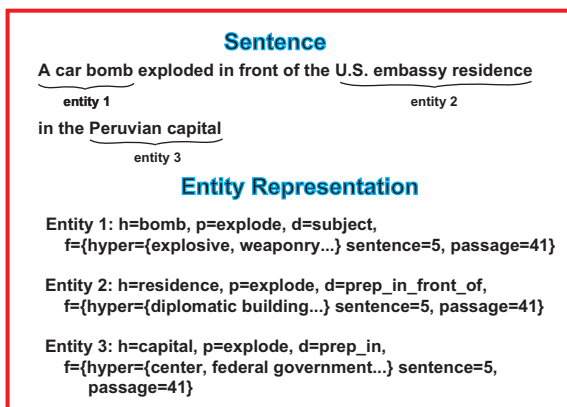 Sentence
A car bomb exploded in front of the U.S. embassy residence
entity 1 entity 2
in the Peruvian capital
entity 3
Entity Representation
Entity 1: h=bomb, p=explode, d=subject,
f={hyper={explosive, weaponry...} sentence=5, passage=41}
Entity 2: h=residence, p=explode, d=prep_in_front_of,
f={hyper={diplomatic building...} sentence=5, passage=41}
Entity 3: h=capital, p=explode, d=prep_in,
f={hyper={center, federal government...} sentence=5,
passage=41}